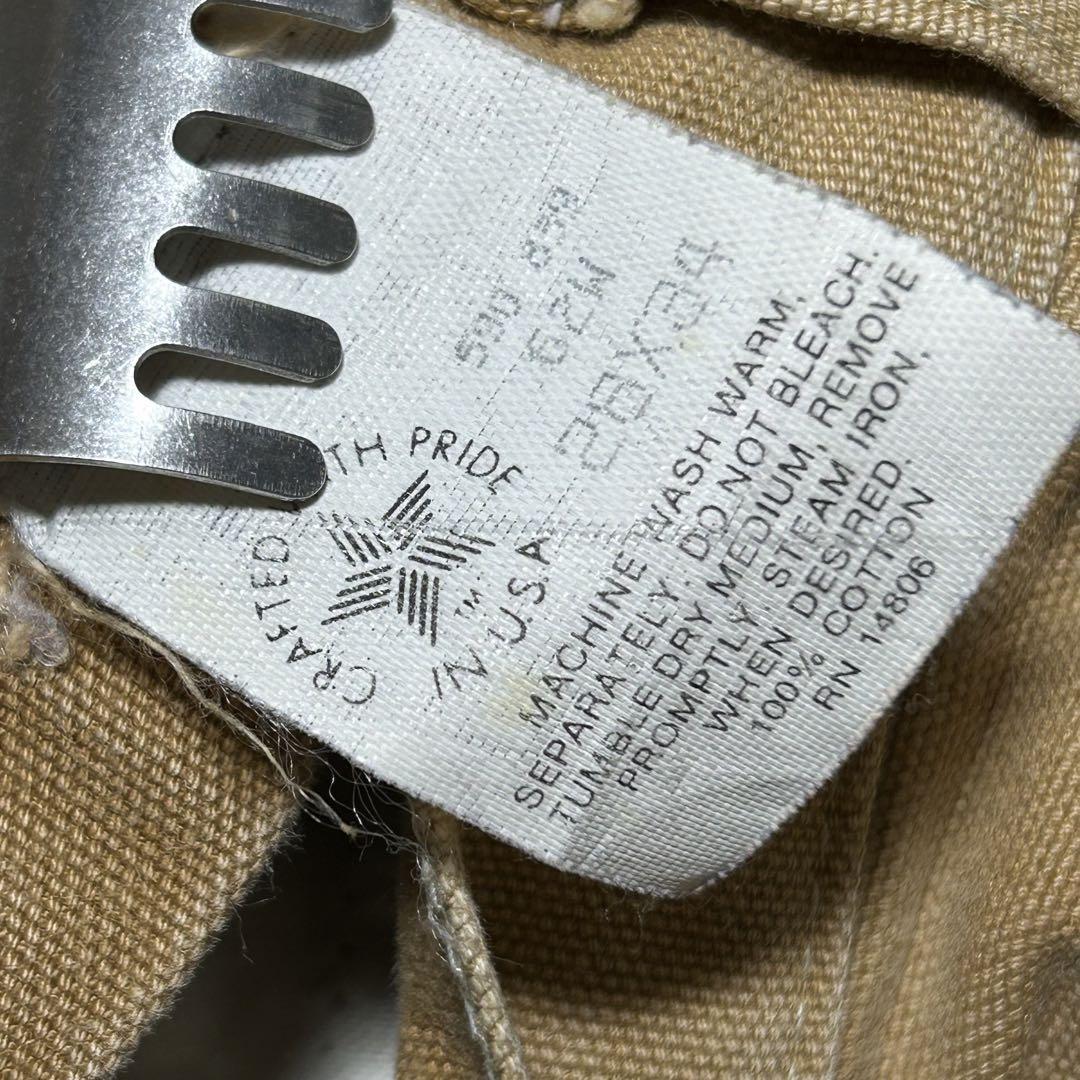 28X34
CRAFTED TH PRIDE
IN U.S.A
TM
MACHINE WASH WARM,
SEPARATELY. DO NOT BLEACH.
TUMBLE DRY MEDIUM, REMOVE
PROMPTLY. STEAM IRON,
WHEN DESIRED
100% COTTON
RN 14806